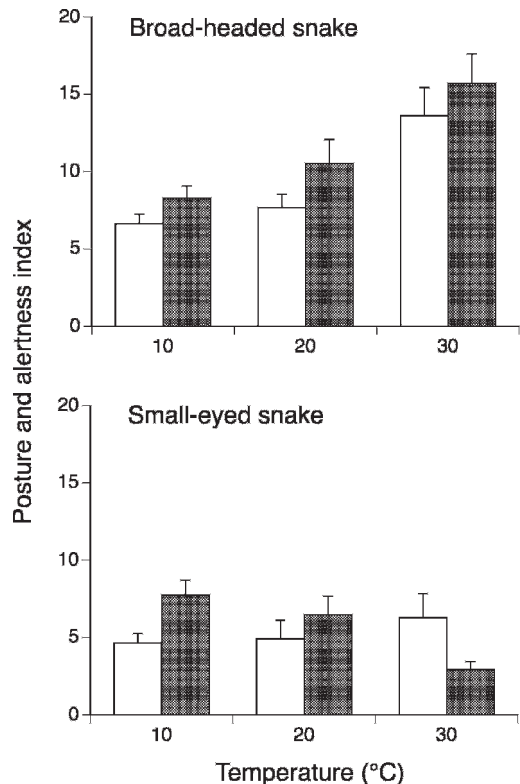 Broad-headed snake
20
15
10
5
0
10 20 30
Posture and alertness index
Small-eyed snake
20
15
10
5
0
10 20 30
Temperature (°C)